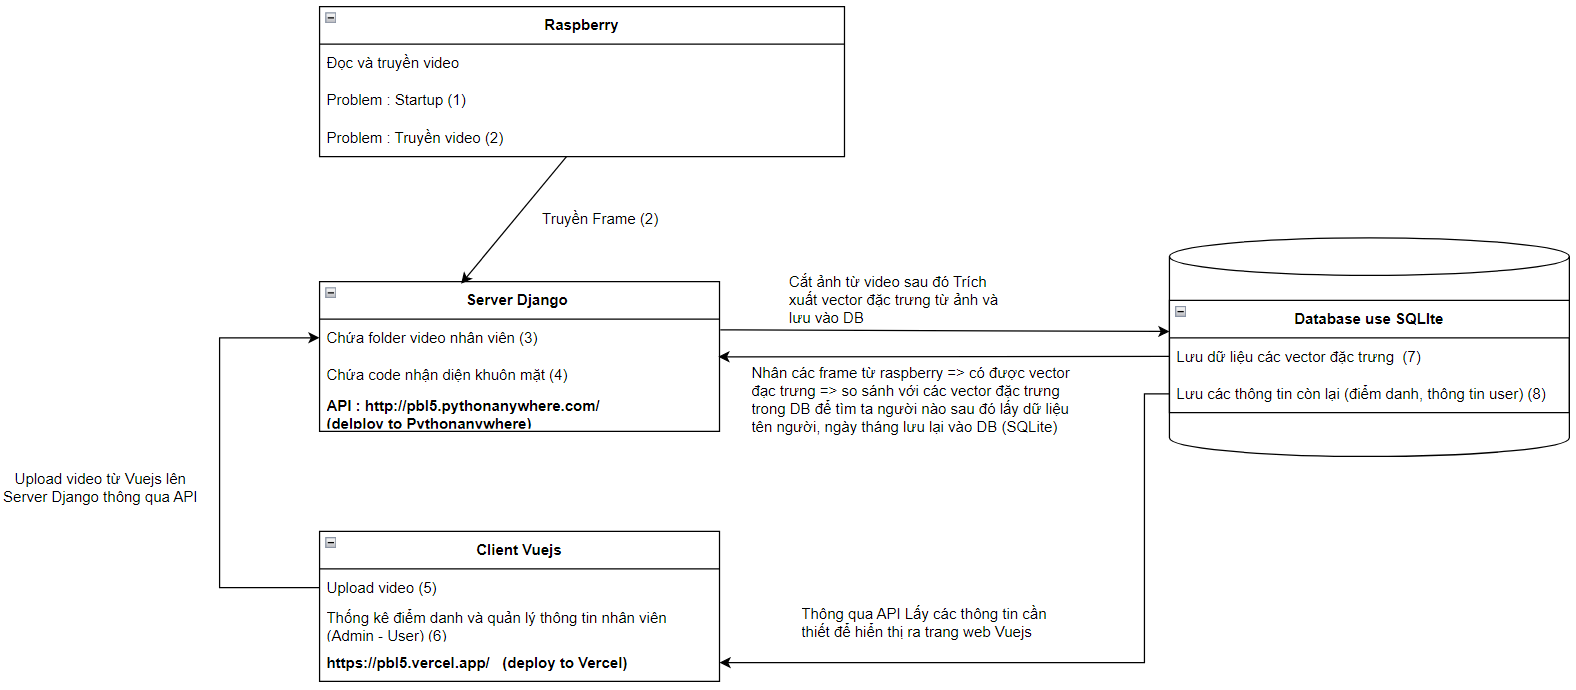 Raspberry
Đọc và truyền video
Problem : Startup (1)
Problem : Truyền video (2)
Truyền Frame (2)
Server Django
Chứa folder video nhân viên (3)
Chứa code nhận diện khuôn mặt (4)
API : http://pbl5.pythonanywhere.com/
(delploy to Pythonanywhere)
Cắt ảnh từ video sau đó Trích
xuất vector đặc trưng từ ảnh và
lưu vào DB
Nhân các frame từ raspberry => có được vector
đạc trưng => so sánh với các vector đặc trưng
trong DB để tìm ta người nào sau đó lấy dữ liệu
tên người, ngày tháng lưu lại vào DB (SQLite)
Database use SQLIte
Lưu dữ liệu các vector đặc trưng (7)
Lưu các thông tin còn lại (điểm danh, thông tin user) (8)
Upload video từ Vuejs lên
Server Django thông qua API
Client Vuejs
Upload video (5)
Thống kê điểm danh và quản lý thông tin nhân viên
(Admin - User) (6)
https://pbl5.vercel.app/ (deploy to Vercel)
Thông qua API Lấy các thông tin cần
thiết để hiển thị ra trang web Vuejs